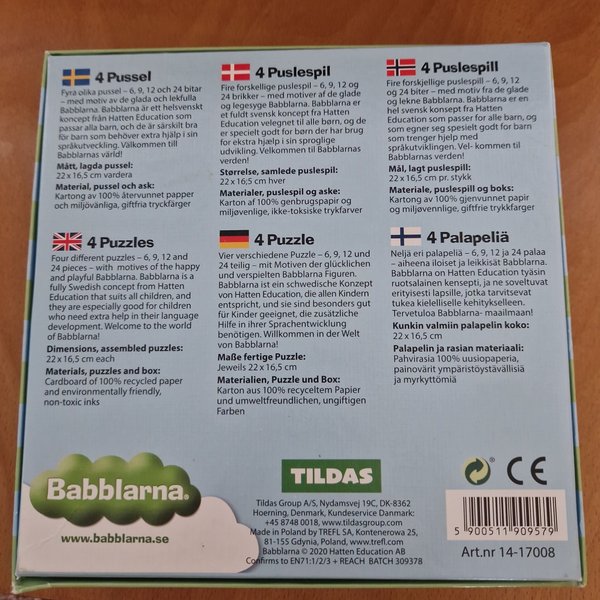 4 Pussel
Fyra olika pussel – 6, 9, 12 och 24 bitar
– med motiv av de glada och lekfulla
Babblarna. Babblarna är ett helsvenskt
koncept från Hatten Education som
passar alla barn, och de är särskilt bra
för barn som behöver extra hjälp i sin
språkutveckling. Välkommen till
Babblarnas värld!
Mått, lagda pussel:
22 x 16,5 cm vardera
Material, pussel och ask:
Kartong av 100% återvunnet papper
och miljövänliga, giftfria tryckfärger
4 Puslespil
Fire forskellige puslespil – 6, 9, 12 og
24 brikker – med motiver af de glade
og legesyge Babblarna. Babblarna er
et fuldt svensk koncept fra Hatten
Education velegnet til alle børn, og de
er specielt godt for børn der har brug
for ekstra hjælp i sin sproglige
udvikling. Velkommen til Babblarnas
verden!
Størrelse, samlede puslespil:
22 x 16,5 cm hver
Materialer, puslespil og aske:
Karton af 100% genbrugspapir og
miljøvenlige, ikke-toksiske trykfarver
4 Puslespill
Fire forskjellige puslespill – 6, 9, 12
og 24 biter – med motiv fra de glade
og lekne Babblarna. Babblarna er en
hel svensk konsept fra Hatten
Education som passer for alle barn, og
som egner seg spesielt godt for barn
som trenger hjelp med
språkutviklingen. Vel- kommen til
Babblarnas verden!
Mål, lagt puslespill:
22 x 16,5 cm pr. stykk
Materiale, puslespill og boks:
Kartong av 100% gjenvunnet papir
og miljøvennlige, giftfrie trykkfärger
4 Puzzles
Four different puzzles – 6, 9, 12 and
24 pieces – with motives of the happy
and playful Babblarna. Babblarna is a
fully Swedish concept from Hatten
Education that suits all children, and
they are especially good for children
who need extra help in their language
development. Welcome to the world
of Babblarna!
Dimensions, assembled puzzles:
22 x 16,5 cm each
Materials, puzzles and box:
Cardboard of 100% recycled paper
and environmentally friendly,
non-toxic inks
4 Puzzle
Vier verschiedene Puzzle – 6, 9, 12 und
24 teilig – mit Motiven der glücklichen
und verspielten Babblarna Figuren.
Babblarna ist ein schwedische Konzept
von Hatten Education, die allen Kindern
entspricht, und sie sind besonders gut
für Kinder geeignet, die zusätzliche
Hilfe in ihrer Sprachentwicklung
benötigen. Willkommen in der Welt
von Babblarna!
Maße fertige Puzzle:
Jeweils 22 x 16,5 cm
Materialien, Puzzle und Box:
Karton aus 100% recyceltem Papier
und umweltfreundlichen, ungiftigen
Farben
4 Palapeliä
Neljä eri palapeliä – 6, 9, 12 ja 24 palaa
– aiheena iloiset ja leikkisät Babblarna.
Babblarna on Hatten Education tyäsin
ruotsalainen kensepti, ja ne soveltuvat
erityisesti lapsille, jotka tarvitsevat
tukea kielelliselle kehitykselleen.
Tervetuloa Babblarna- maailmaan!
Kunkin valmiin palapelin koko:
22 x 16,5 cm
Palapelin ja rasian materiaali:
Pahvirasia 100% uusiopaperia,
painovärit ympäristöystävällisiä
ja myrkyttömiä
Babblarna®
www.babblarna.se
TILDAS
Tildas Group A/S, Nydamsvej 19C, DK-8362
Hoerning, Denmark, Kundeservice Danmark:
+45 8748 0018, www.tildasgroup.com
Made in Poland by TREFL SA, Kontenerowa 25,
81-155 Gdynia, Poland, www.trefl.com
Babblarna © 2020 Hatten Education AB
Confirms to EN71:1/2/3 + REACH BATCH 309378
CE
5 900511 909579
Art.nr 14-17008